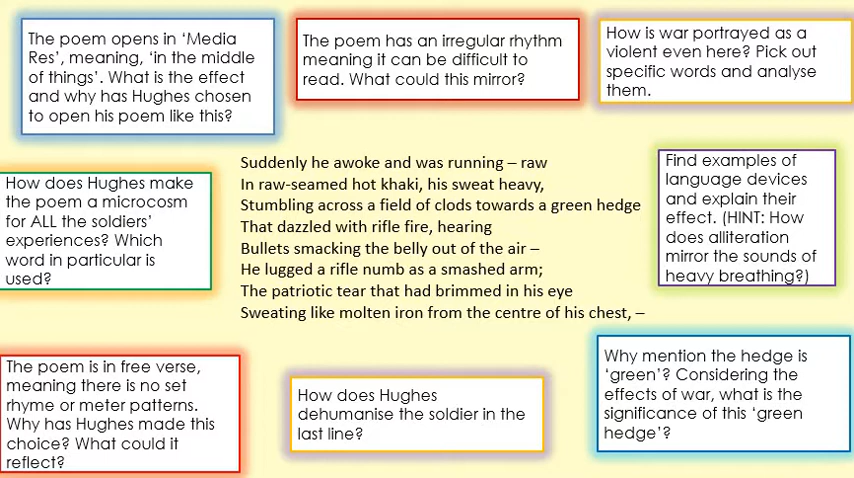 The poem opens in ‘Media
Res’, meaning, ‘in the middle
of things’. What is the effect
and why has Hughes chosen
to open his poem like this?
The poem has an irregular rhythm
meaning it can be difficult to
read. What could this mirror?
How is war portrayed as a
violent even here? Pick out
specific words and analyse
them.
How does Hughes make
the poem a microcosm
for ALL the soldiers’
experiences? Which
word in particular is
used?
Suddenly he awoke and was running – raw
In raw-seamed hot khaki, his sweat heavy,
Stumbling across a field of clods towards a green hedge
That dazzled with rifle fire, hearing
Bullets smacking the belly out of the air –
He lugged a rifle numb as a smashed arm;
The patriotic tear that had brimmed in his eye
Sweating like molten iron from the centre of his chest, –
Find examples of
language devices
and explain their
effect. (HINT: How
does alliteration
mirror the sounds of
heavy breathing?)
The poem is in free verse,
meaning there is no set
rhyme or meter patterns.
Why has Hughes made this
choice? What could it
reflect?
How does Hughes
dehumanise the soldier in the
last line?
Why mention the hedge is
‘green’? Considering the
effects of war, what is the
significance of this ‘green
hedge’?